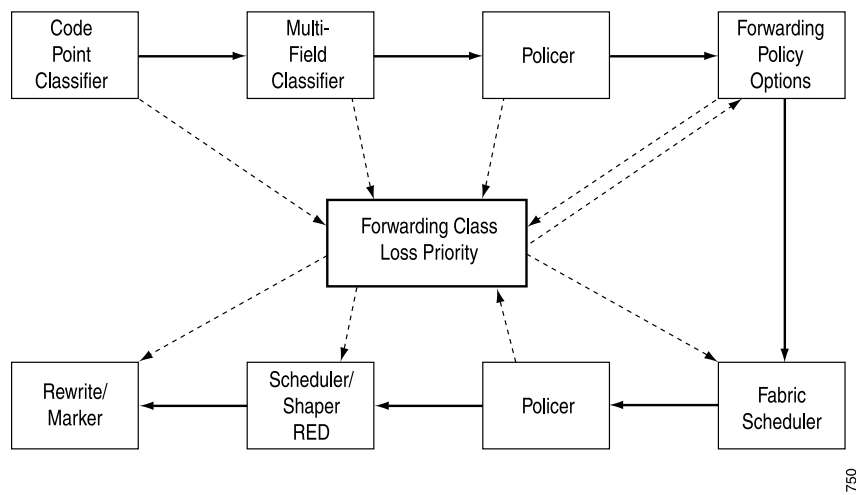 Code
Point
Classifier
Multi-
Field
Classifier
Policer
Forwarding
Policy
Options
Forwarding Class
Loss Priority
Rewrite/
Marker
Scheduler/
Shaper
RED
Policer
Fabric
Scheduler
750